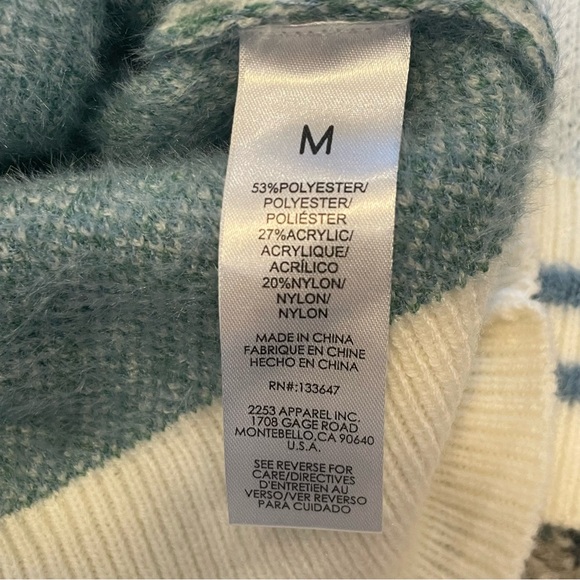 M
53%POLYESTER/
POLYESTER/
POLIÉSTER
27%ACRYLIC/
ACRYLIQUE/
ACRÍLICO
20%NYLON/
NYLON/
NYLON
MADE IN CHINA
FABRIQUE EN CHINE
HECHO EN CHINA
RN#:133647
2253 APPAREL INC.
1708 GAGE ROAD
MONTEBELLO,CA 90640
U.S.A.
SEE REVERSE FOR
CARE/DIRECTIVES
D'ENTRETIEN AU
VERSO/VER REVERSO
PARA CUIDADO